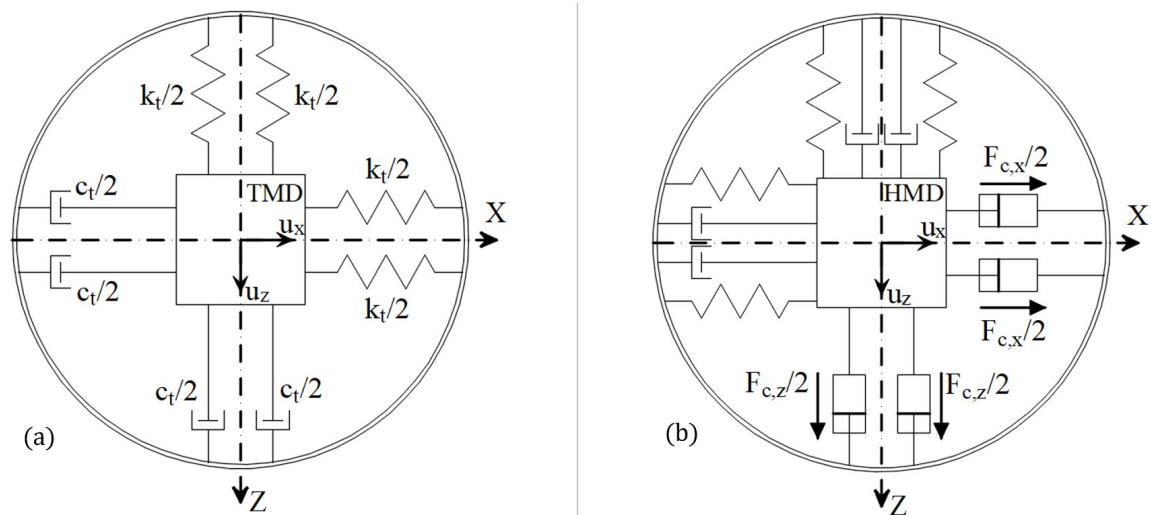 k_t/2 k_t/2
c_t/2 TMD k_t/2
u_x X
c_t/2 u_z k_t/2
c_t/2 c_t/2
(a) Z
F_c,x/2
HMD
u_x X
u_z
F_c,x/2
F_c,z/2 F_c,z/2
(b) Z